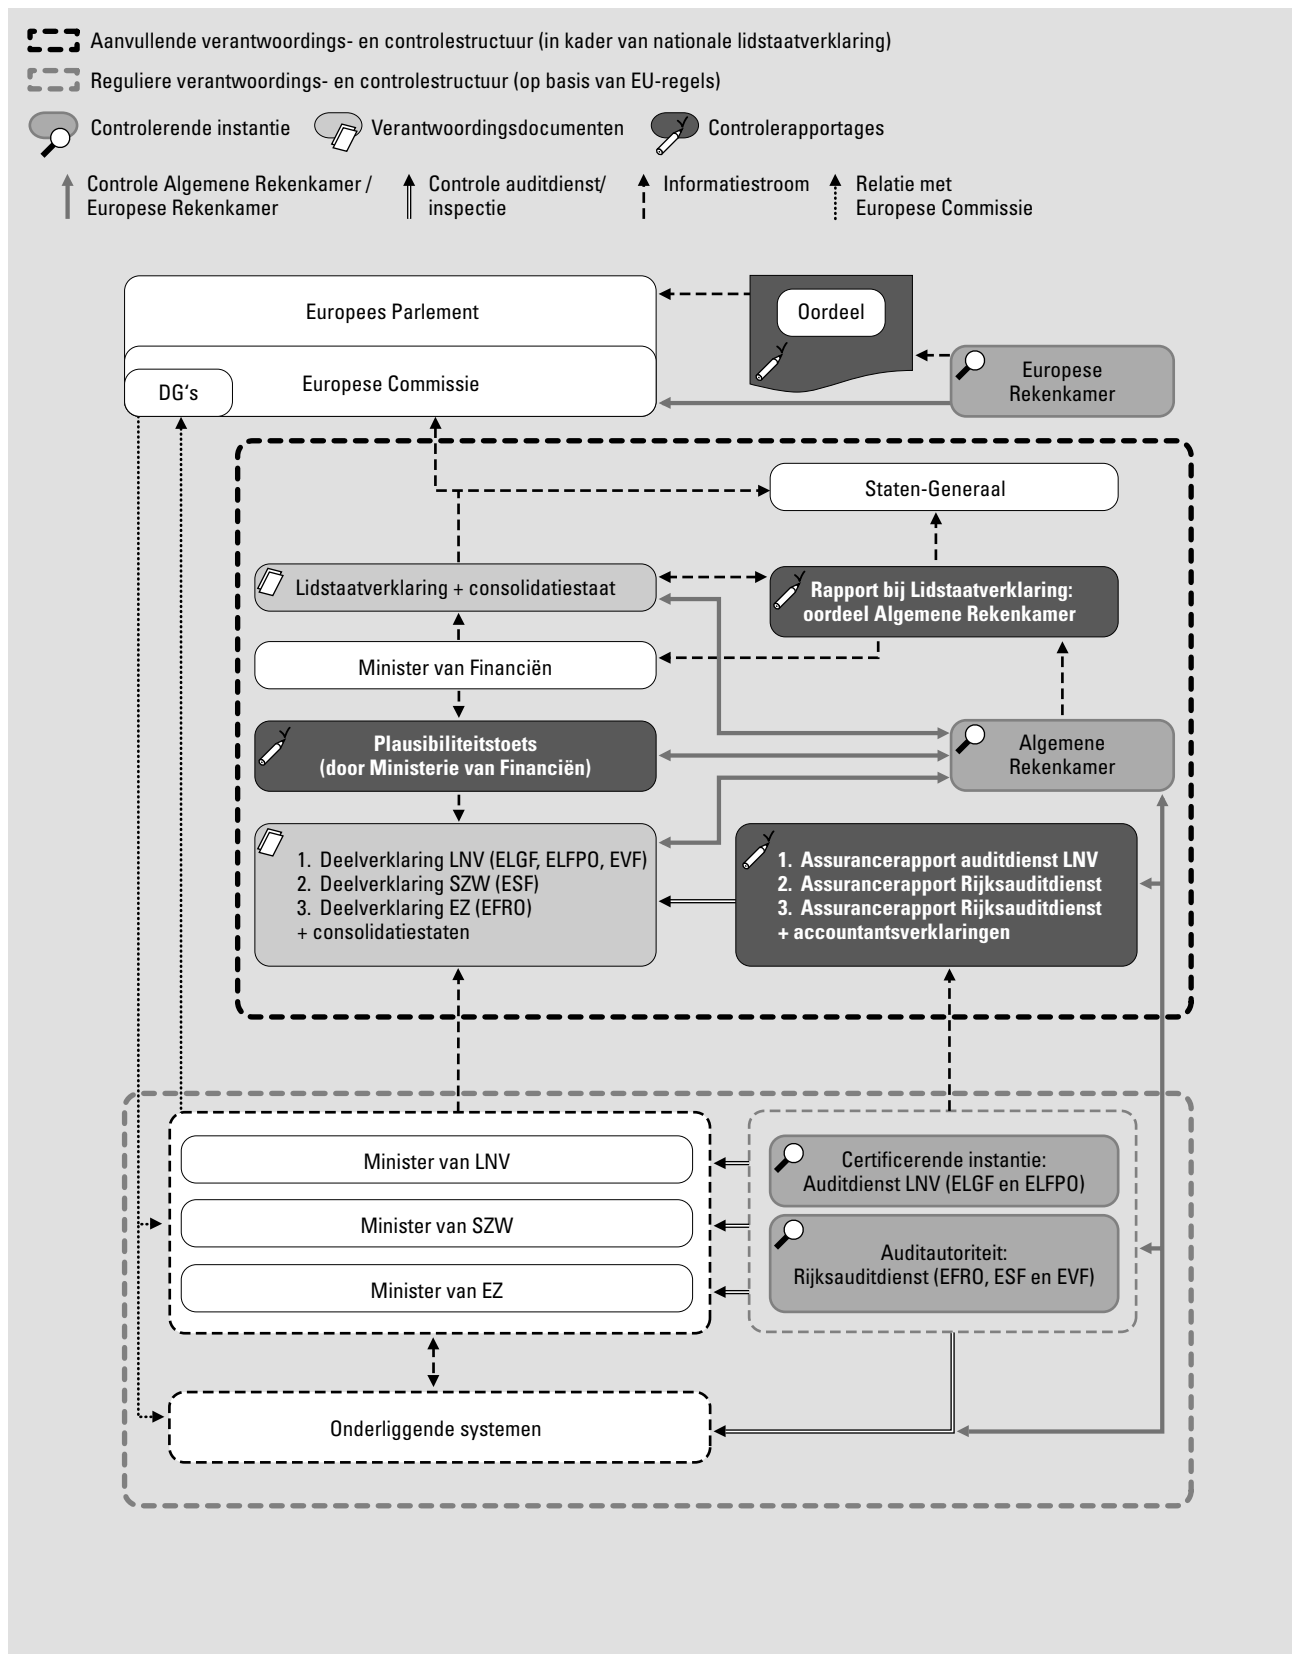 Aanvullende verantwoordings- en controlestructuur (in kader van nationale lidstaatverklaring)
Reguliere verantwoordings- en controlestructuur (op basis van EU-regels)
Controlerende instantie
Verantwoordingsdocumenten
Controlerapportages
Controle Algemene Rekenkamer /
Europese Rekenkamer
Controle auditdienst/
inspectie
Informatiestroom
Relatie met
Europese Commissie
Europees Parlement
Oordeel
Europese Commissie
DG's
Europese
Rekenkamer
Staten-Generaal
Lidstaatverklaring + consolidatiestaat
Rapport bij Lidstaatverklaring:
oordeel Algemene Rekenkamer
Minister van Financiën
Plausibiliteitstoets
(door Ministerie van Financiën)
Algemene
Rekenkamer
1. Deelverklaring LNV (ELGF, ELFPO, EVF)
2. Deelverklaring SZW (ESF)
3. Deelverklaring EZ (EFRO)
+ consolidatiestaten
1. Assurancerapport auditdienst LNV
2. Assurancerapport Rijksauditdienst
3. Assurancerapport Rijksauditdienst
+ accountantsverklaringen
Minister van LNV
Minister van SZW
Minister van EZ
Certificerende instantie:
Auditdienst LNV (ELGF en ELFPO)
Auditautoriteit:
Rijksauditdienst (EFRO, ESF en EVF)
Onderliggende systemen